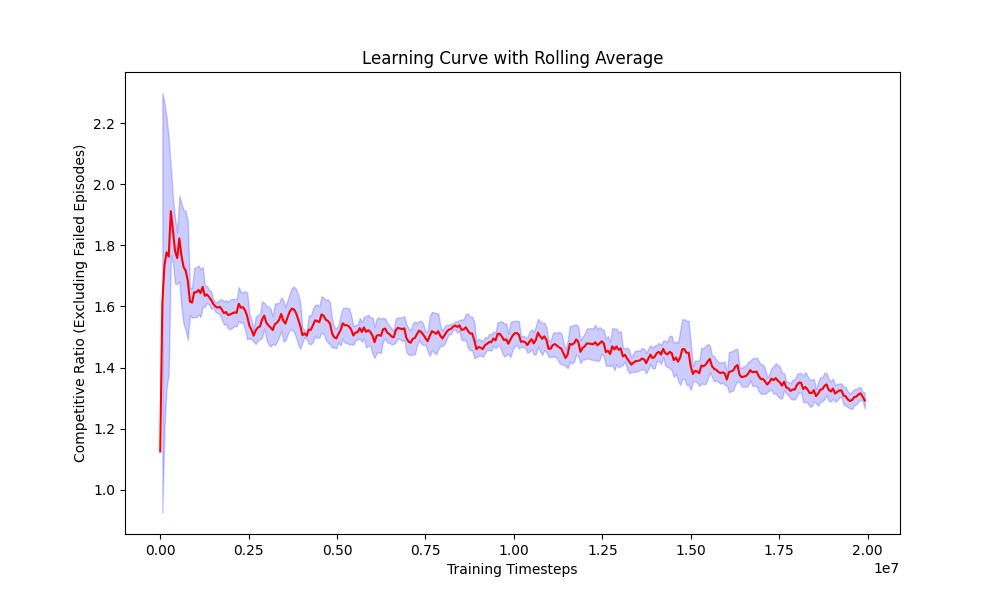 Learning Curve with Rolling Average
Competitive Ratio (Excluding Failed Episodes)
2.2
2.0
1.8
1.6
1.4
1.2
1.0
0.00 0.25 0.50 0.75 1.00 1.25 1.50 1.75 2.00
1e7
Training Timesteps